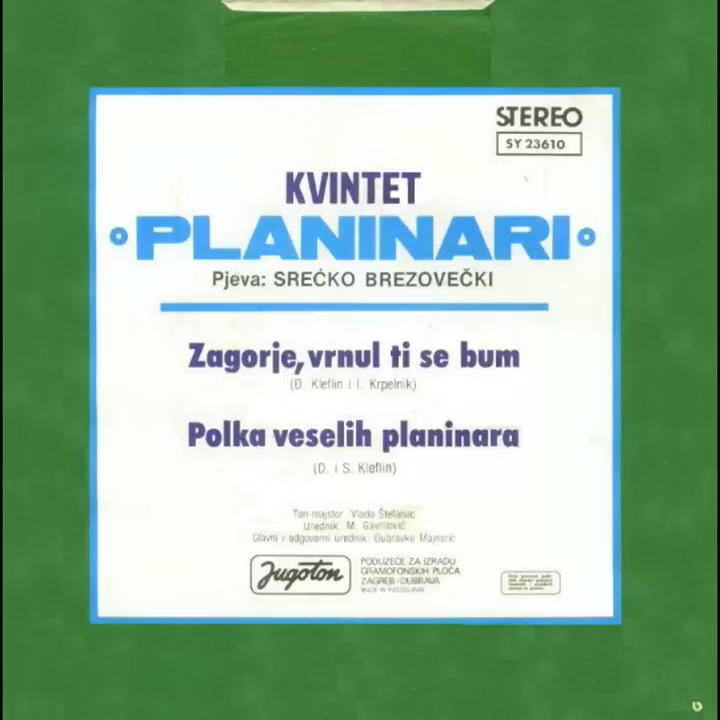 STEREO
SY 23610
KVINTET
PLANINARI
Pjeva: SREĆKO BREZOVEČKI
Zagorje, vrnul ti se bum
(Đ. Kleflin i I. Krpelnik)
Polka veselih planinara
(D. i S. Kleflin)
Ton-majstor: Vlado Štefanac
Urednik: M. Gavrilović
Glavni i odgovorni urednik: Dubravko Majnarić
Jugoton
PODUZEĆE ZA IZRADU
GRAMOFONSKIH PLOČA
ZAGREB-DUBRAVA
MADE IN YUGOSLAVIA